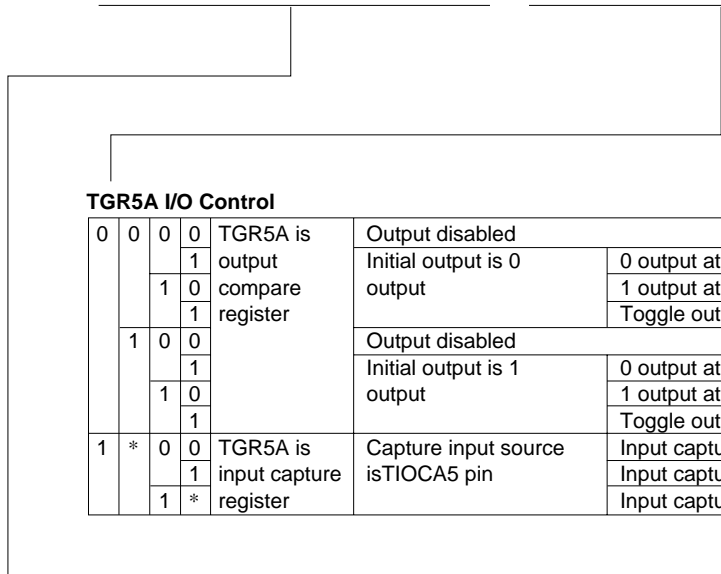 TGR5A I/O Control
0 0 0 0 TGR5A is Output disabled
1 output Initial output is 0 0 output at
1 0 compare output 1 output at
1 register Toggle out
1 0 0 Output disabled
1 Initial output is 1 0 output at
1 0 output 1 output at
1 Toggle out
1 * 0 0 TGR5A is Capture input source Input captu
1 input capture isTIOCA5 pin Input captu
1 * register Input captu